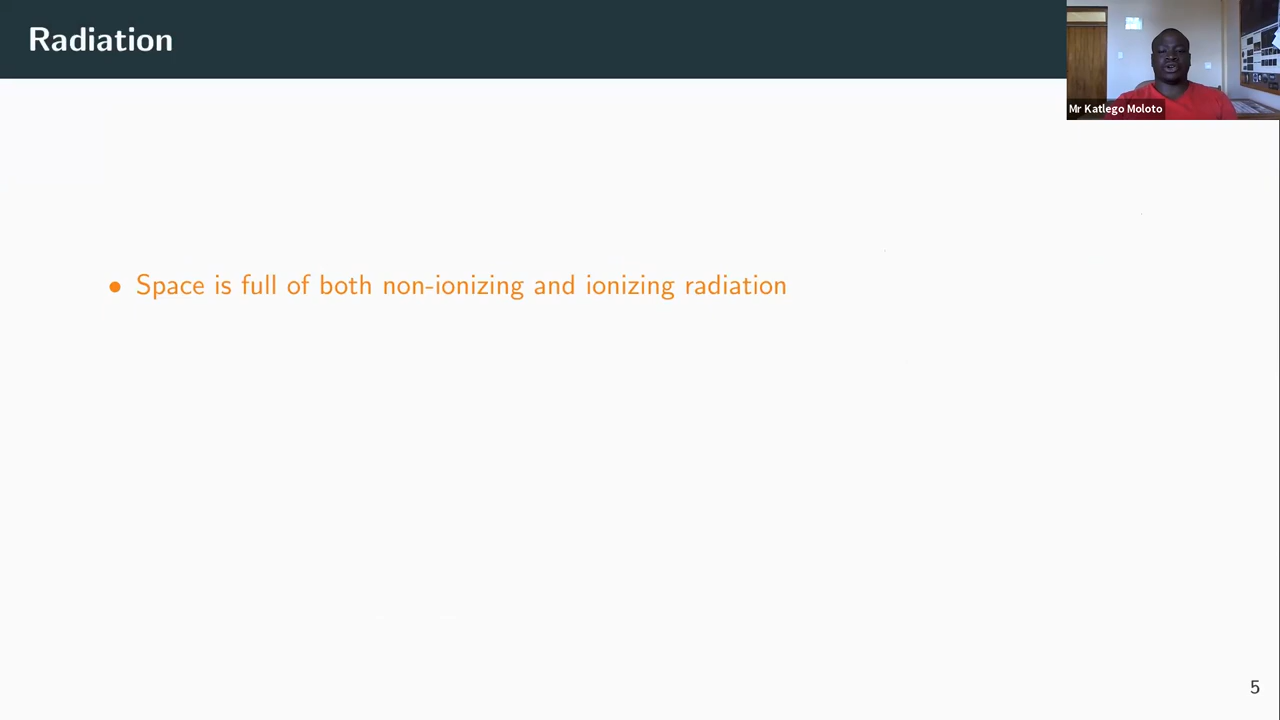 Radiation
Mr Katlego Moloto
• Space is full of both non-ionizing and ionizing radiation
5